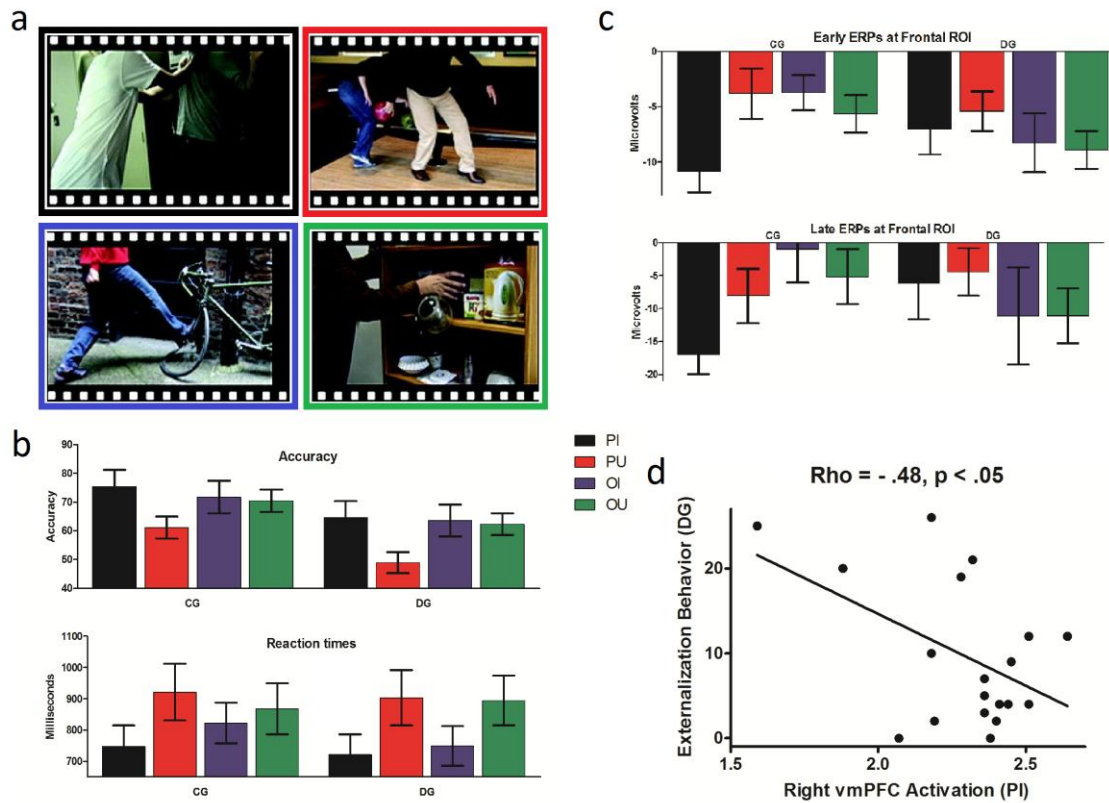 a
b
Accuracy
Accuracy
90
80
70
60
50
40
CG
DG
Reaction times
Milliseconds
1100
1000
900
800
700
CG
DG
PI
PU
OI
OU
c
Early ERPs at Frontal ROI
CG
DG
Microvolts
0
-5
-10
Late ERPs at Frontal ROI
CG
DG
Microvolts
0
-5
-10
-15
-20
d
Rho = - .48, p < .05
Externalization Behavior (DG)
20
10
0
1.5
2.0
2.5
Right vmPFC Activation (PI)